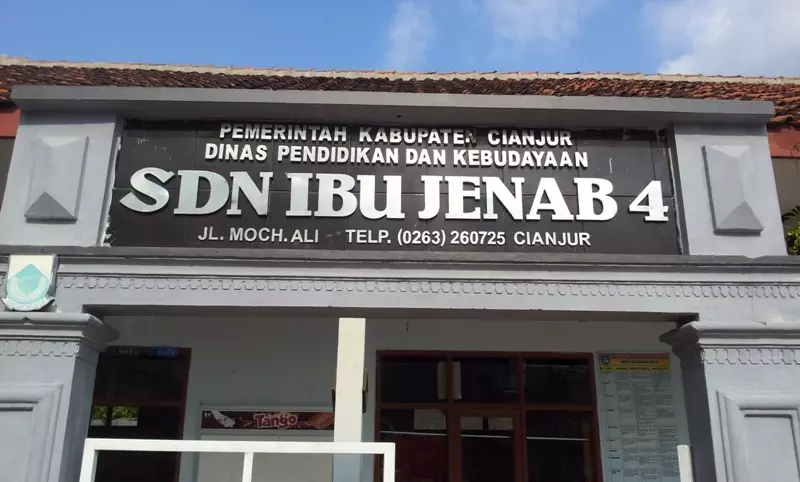 PEMERINTAH KABUPATEN CIANJUR
DINAS PENDIDIKAN DAN KEBUDAYAAN
SDN IBU JENAB 4
JL. MOCH. ALI TELP. (0263) 260725 CIANJUR
Tango